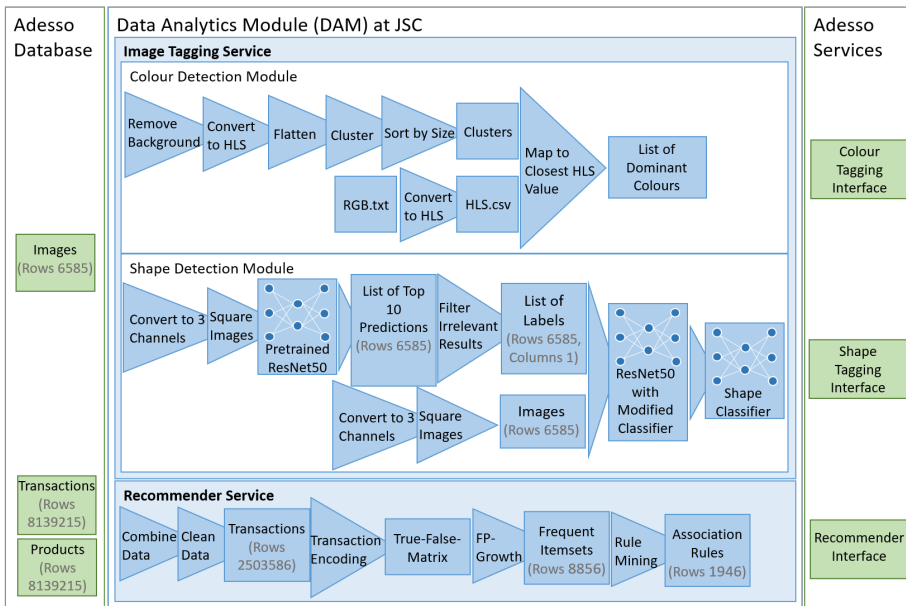 Adesso
Database
Images
(Rows 6585)
Transactions
(Rows
8139215)
Products
(Rows
8139215)
Data Analytics Module (DAM) at JSC
Image Tagging Service
Colour Detection Module
Remove
Background
Convert
to HLS
Flatten
Cluster
Sort by Size
Clusters
RGB.txt
Convert
to HLS
HLS.csv
Map to
Closest HLS
Value
List of
Dominant
Colours
Shape Detection Module
Convert to 3
Channels
Square
Images
Pretrained
ResNet50
List of Top
10
Predictions
(Rows 6585)
Filter
Irrelevant
Results
List of
Labels
(Rows 6585,
Columns 1)
Convert to 3
Channels
Square
Images
Images
(Rows 6585)
ResNet50
with
Modified
Classifier
Shape
Classifier
Recommender Service
Combine
Data
Clean
Data
Transactions
(Rows
2503586)
Transaction
Encoding
True-False-
Matrix
FP-
Growth
Frequent
Itemsets
(Rows 8856)
Rule
Mining
Association
Rules
(Rows 1946)
Adesso
Services
Colour
Tagging
Interface
Shape
Tagging
Interface
Recommender
Interface